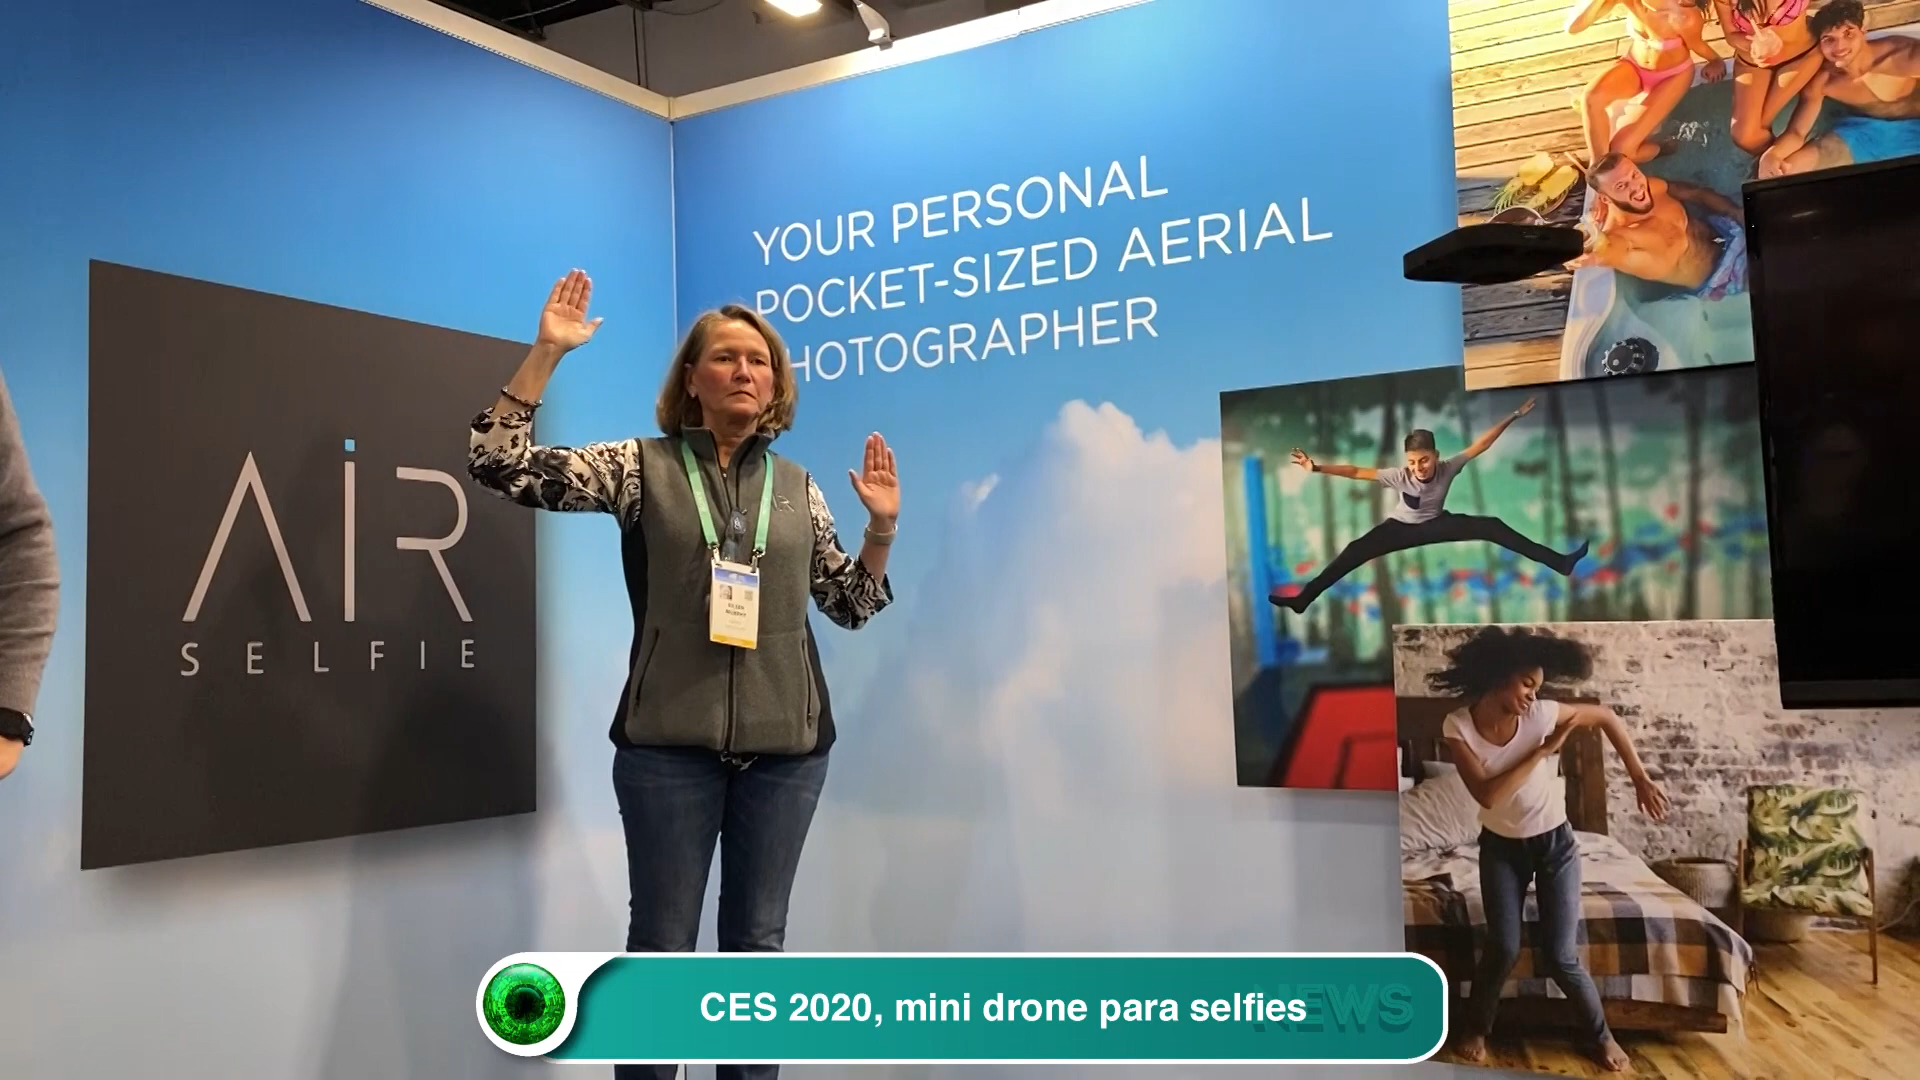 YOUR PERSONAL
POCKET-SIZED AERIAL
HOTOGRAPHER
AIR
SELFIE
CES 2020, mini drone para selfies
NEWS